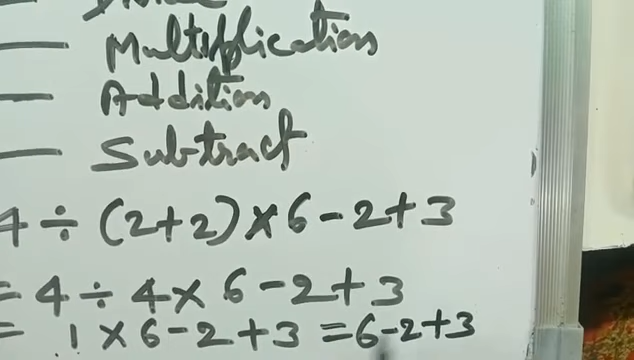 — Multiplication
— Addition
— Subtract
4 ÷ (2+2) × 6 - 2 + 3
= 4 ÷ 4 × 6 - 2 + 3
= 1 × 6 - 2 + 3 = 6 - 2 + 3